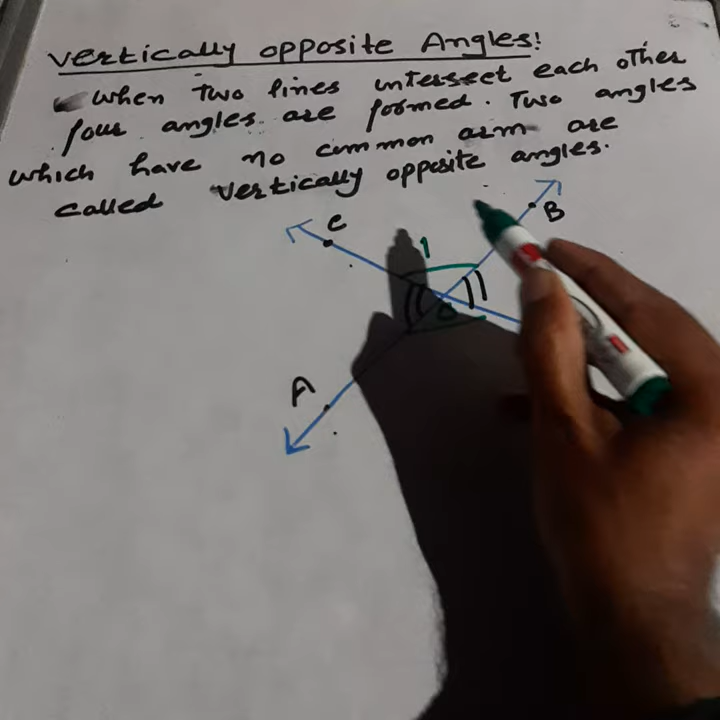 Vertically opposite Angles!
When two lines intersect each other
four angles are formed. Two angles
which have no common arm are
called vertically opposite angles.
C
B
1
O
A